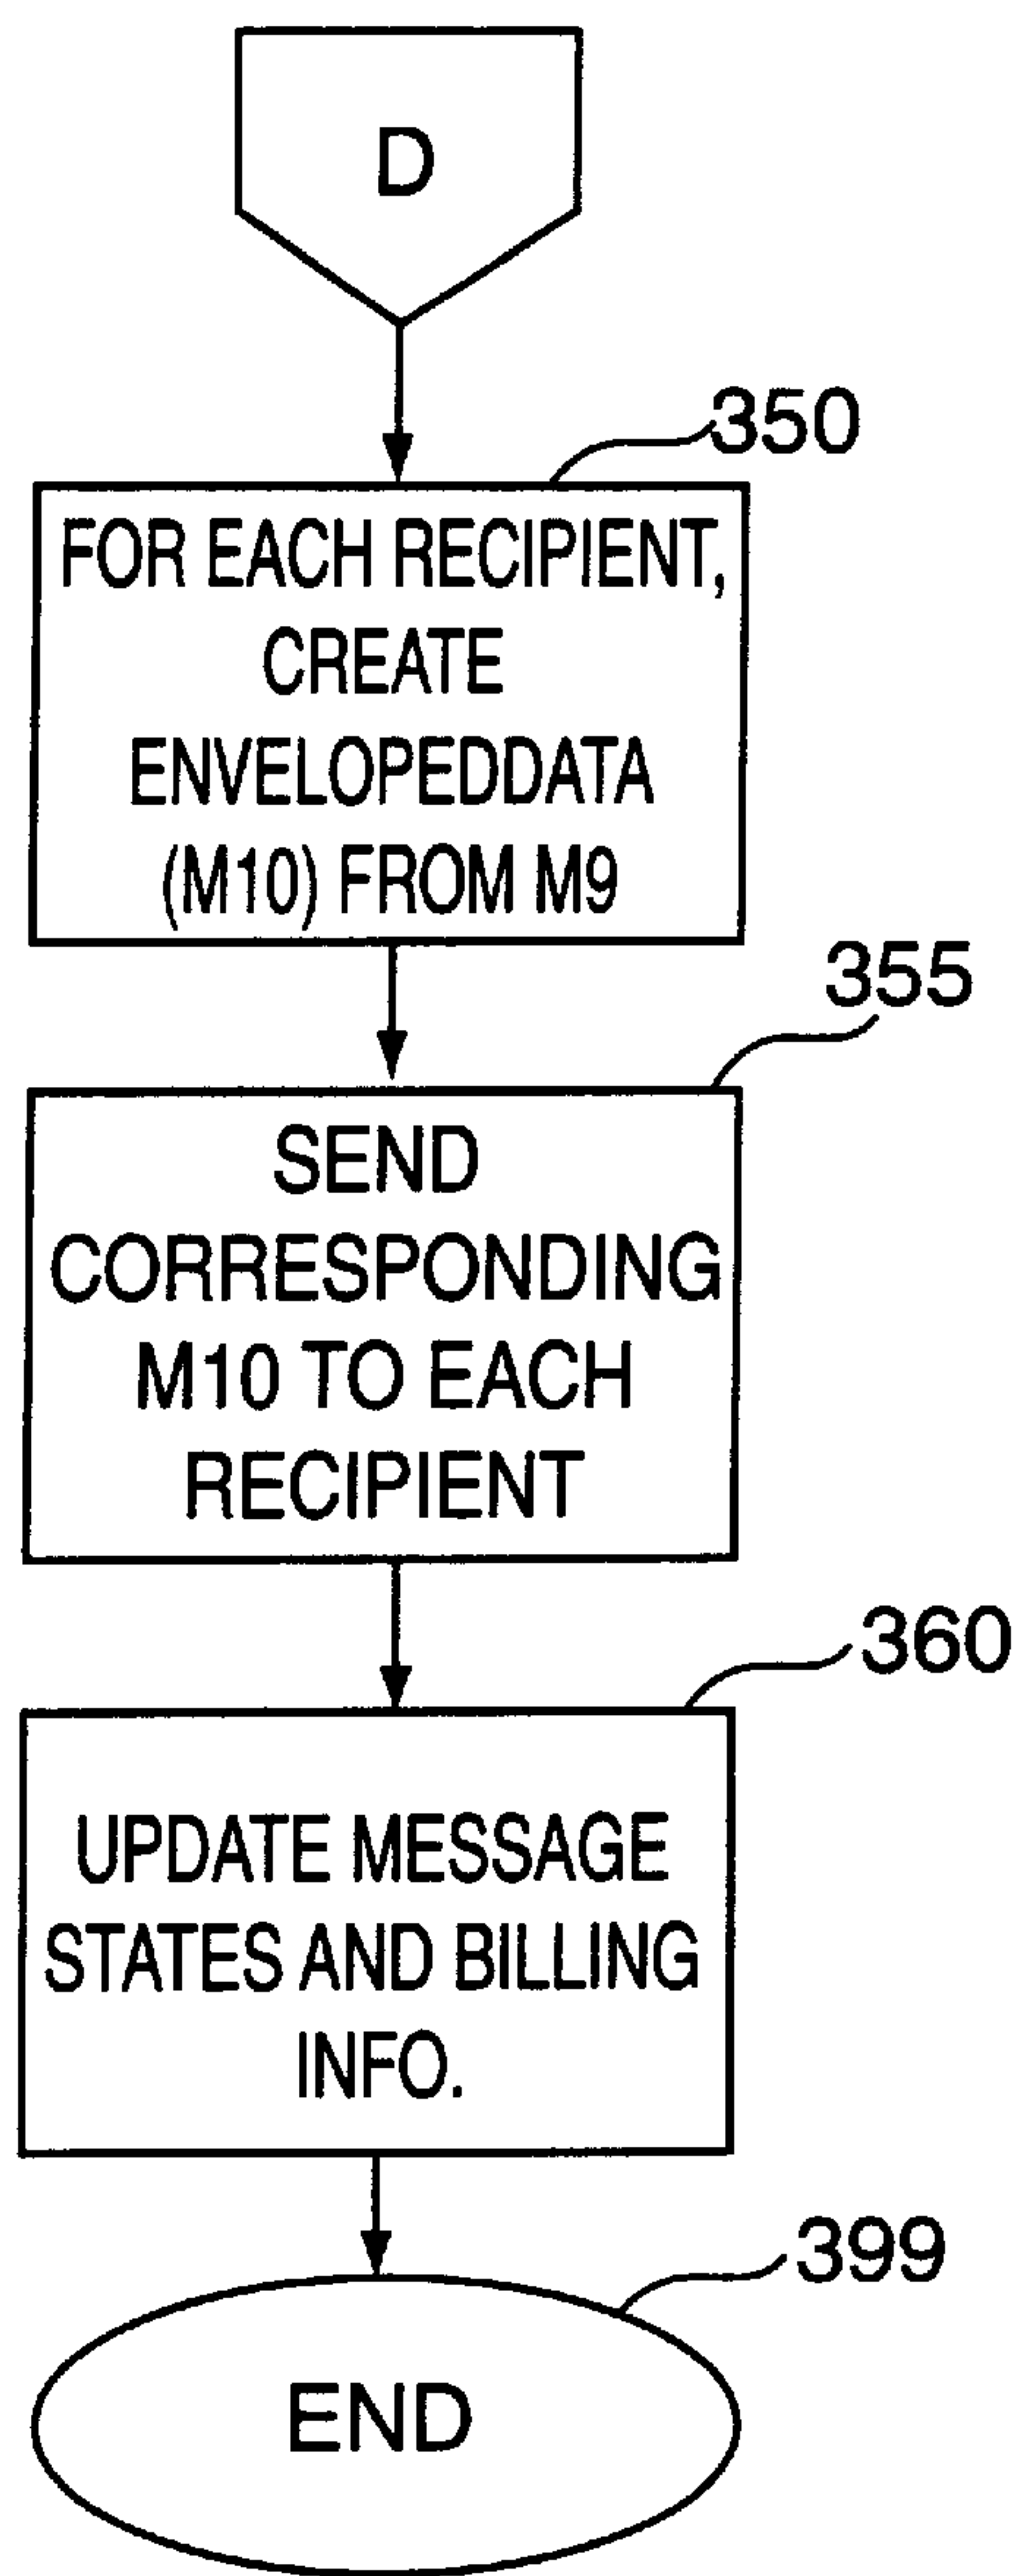 D
350
FOR EACH RECIPIENT,
CREATE
ENVELOPEDDATA
(M10) FROM M9
355
SEND
CORRESPONDING
M10 TO EACH
RECIPIENT
360
UPDATE MESSAGE
STATES AND BILLING
INFO.
399
END